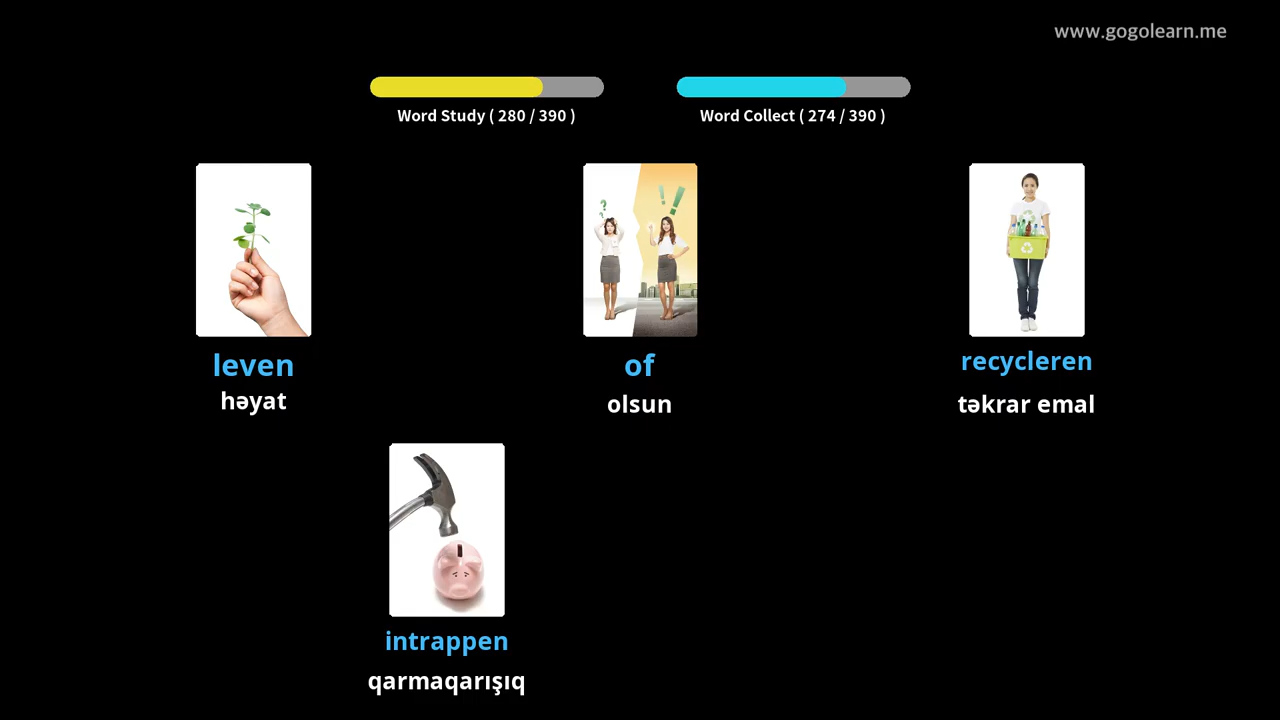 www.gogolearn.me
Word Study ( 280 / 390 )
Word Collect ( 274 / 390 )
leven
həyat
of
olsun
recycleren
təkrar emal
intrappen
qarmaqarışıq